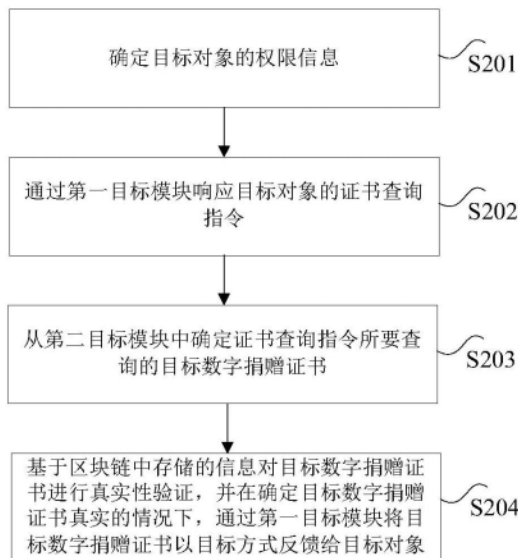 确定目标对象的权限信息
S201
通过第一目标模块响应目标对象的证书查询
指令
S202
从第二目标模块中确定证书查询指令所要查
询的目标数字捐赠证书
S203
基于区块链中存储的信息对目标数字捐赠证
书进行真实性验证，并在确定目标数字捐赠
证书真实的情况下，通过第一目标模块将目
标数字捐赠证书以目标方式反馈给目标对象
S204